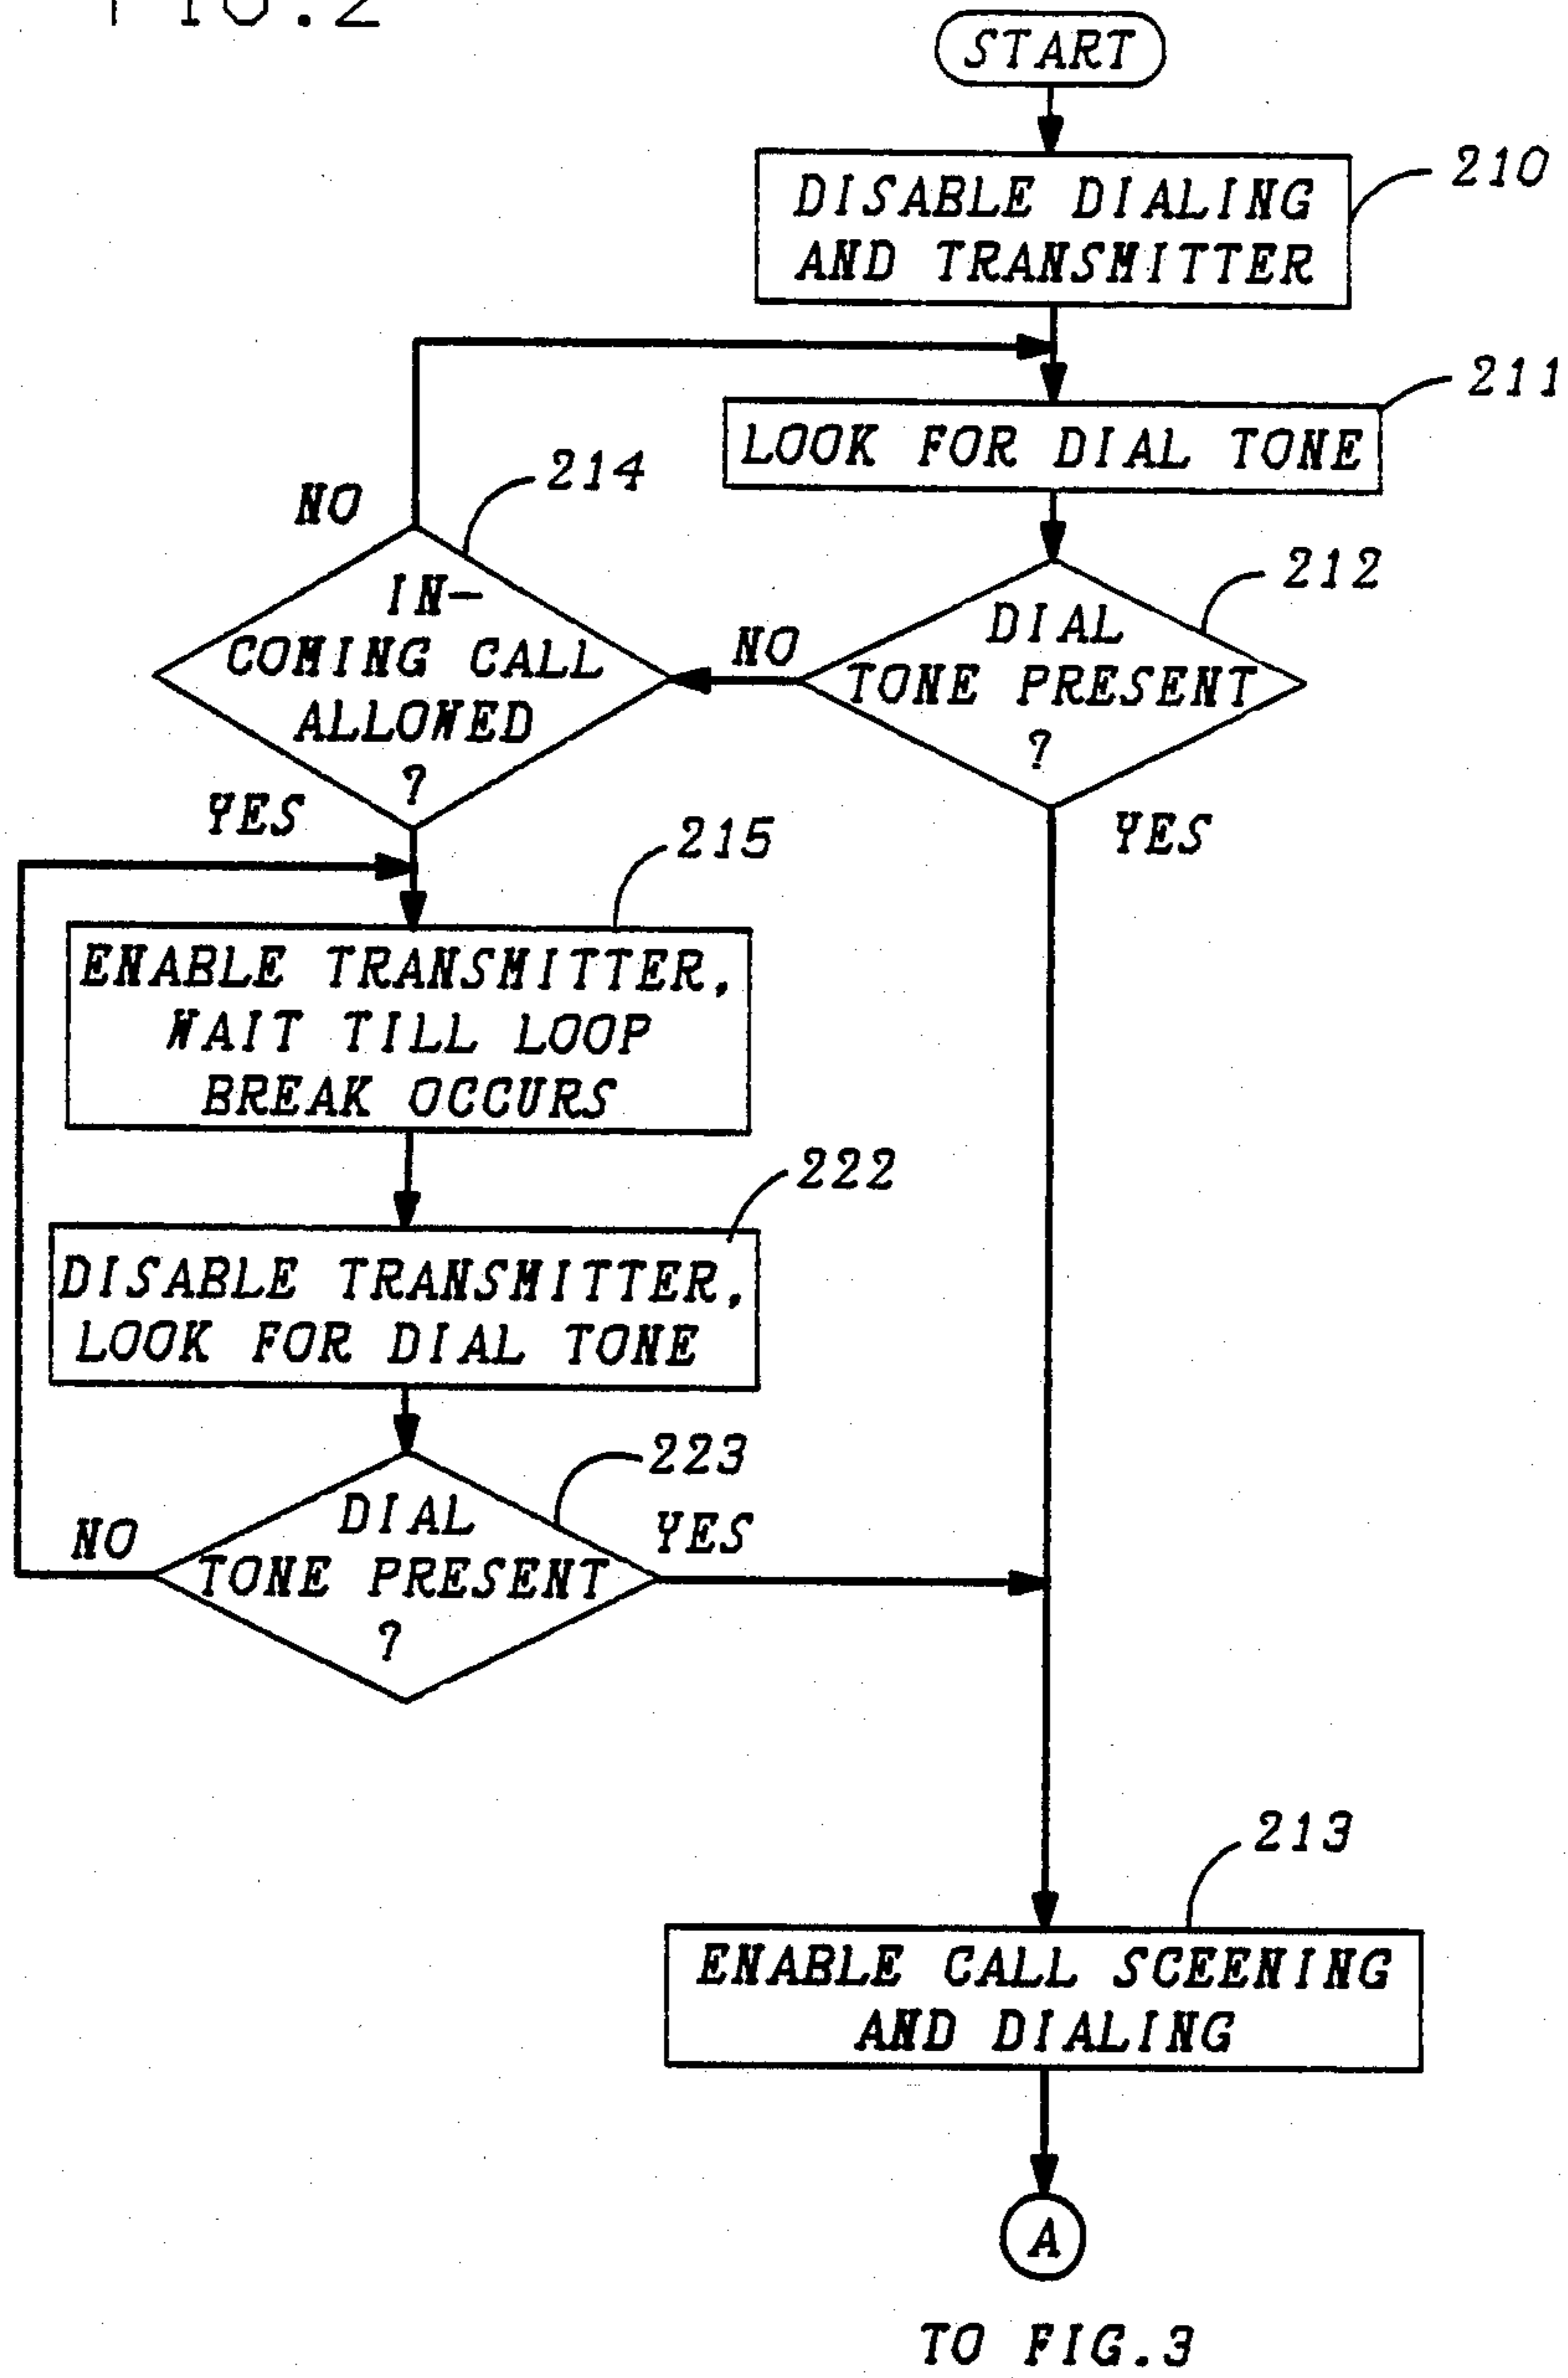 FIG.2
START
210
DISABLE DIALING
AND TRANSMITTER
211
LOOK FOR DIAL TONE
214
NO
212
IN-
COMING CALL
ALLOWED
?
NO
DIAL
TONE PRESENT
?
YES
YES
215
ENABLE TRANSMITTER,
WAIT TILL LOOP
BREAK OCCURS
222
DISABLE TRANSMITTER,
LOOK FOR DIAL TONE
223
DIAL
TONE PRESENT
?
NO
YES
213
ENABLE CALL SCEENING
AND DIALING
A
TO FIG.3